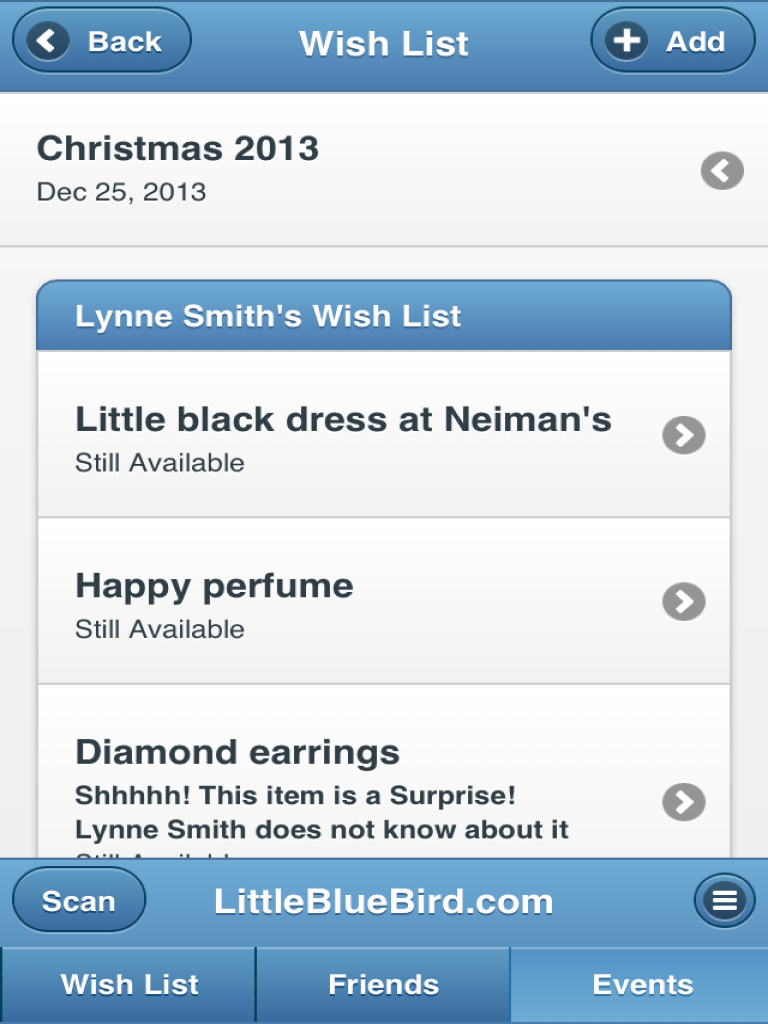 Back
Wish List
Add
Christmas 2013
Dec 25, 2013
Lynne Smith's Wish List
Little black dress at Neiman's
Still Available
Happy perfume
Still Available
Diamond earrings
Shhhhh! This item is a Surprise!
Lynne Smith does not know about it
Scan
LittleBlueBird.com
Wish List
Friends
Events